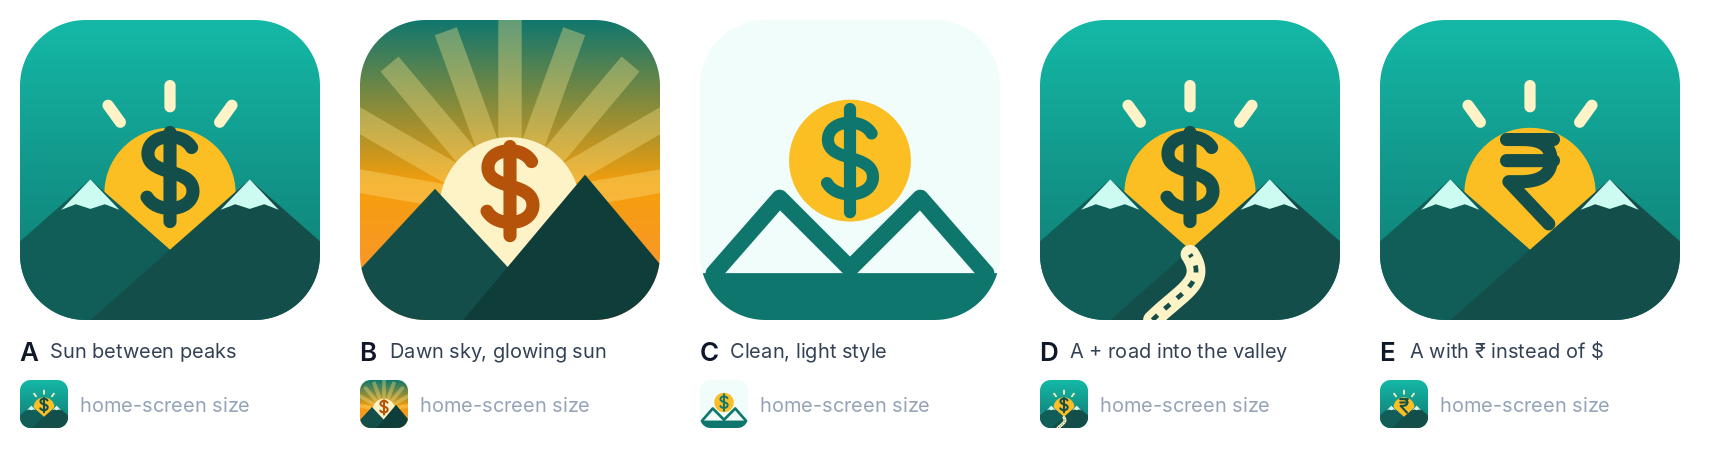 $
$
$
$
₹
A Sun between peaks
B Dawn sky, glowing sun
C Clean, light style
D A + road into the valley
E A with ₹ instead of $
$ home-screen size
$ home-screen size
$ home-screen size
$ home-screen size
₹ home-screen size